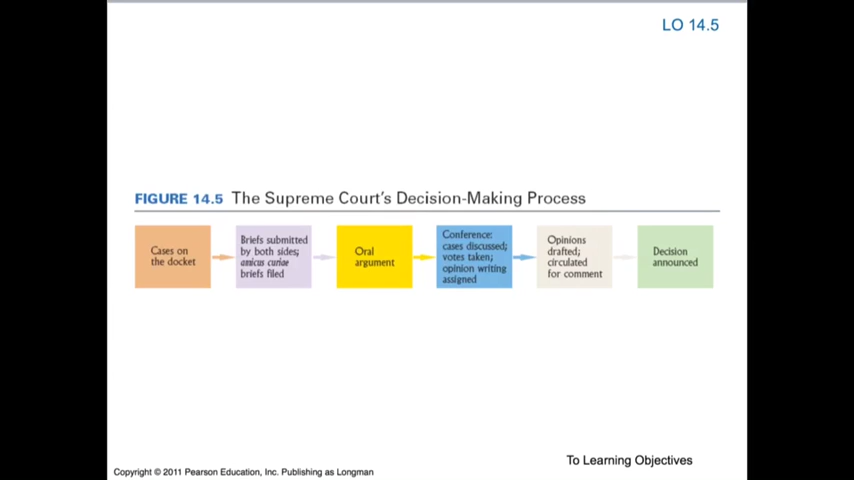 LO 14.5
FIGURE 14.5 The Supreme Court's Decision-Making Process
Cases on
the docket
Briefs submitted
by both sides;
amicus curiae
briefs filed
Oral
argument
Conference:
cases discussed;
votes taken;
opinion writing
assigned
Opinions
drafted;
circulated
for comment
Decision
announced
To Learning Objectives
Copyright © 2011 Pearson Education, Inc. Publishing as Longman